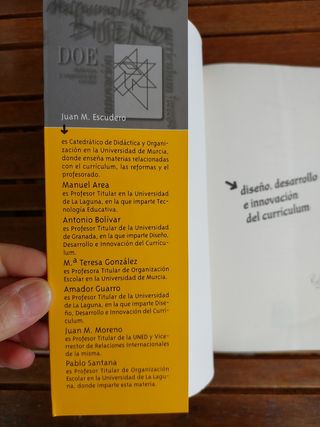 DISEÑO
DOE
Juan M. Escudero
es Catedrático de Didáctica y Organi-
zación en la Universidad de Murcia,
donde enseña materias relacionadas
con el currículum, las reformas y el
profesorado.
Manuel Area
es Profesor Titular en la Universidad
de La Laguna, en la que imparte Tec-
nología Educativa.
Antonio Bolívar
es Profesor Titular de la Universidad
de Granada, en la que imparte Diseño,
Desarrollo e Innovación del Currícu-
lum.
M.ª Teresa González
es Profesora Titular de Organización
Escolar en la Universidad de Murcia.
Amador Guarro
es Profesor Titular de la Universidad
de La Laguna, en la que imparte Dise-
ño, Desarrollo e Innovación del Currí-
culum.
Juan M. Moreno
es Profesor Titular de la UNED y Vice-
rrector de Relaciones Internacionales
de la misma.
Pablo Santana
es Profesor Titular de Organización
Escolar en la Universidad de La Lagu-
na, donde imparte esta materia.
diseño, desarrollo
e innovación
del currículum